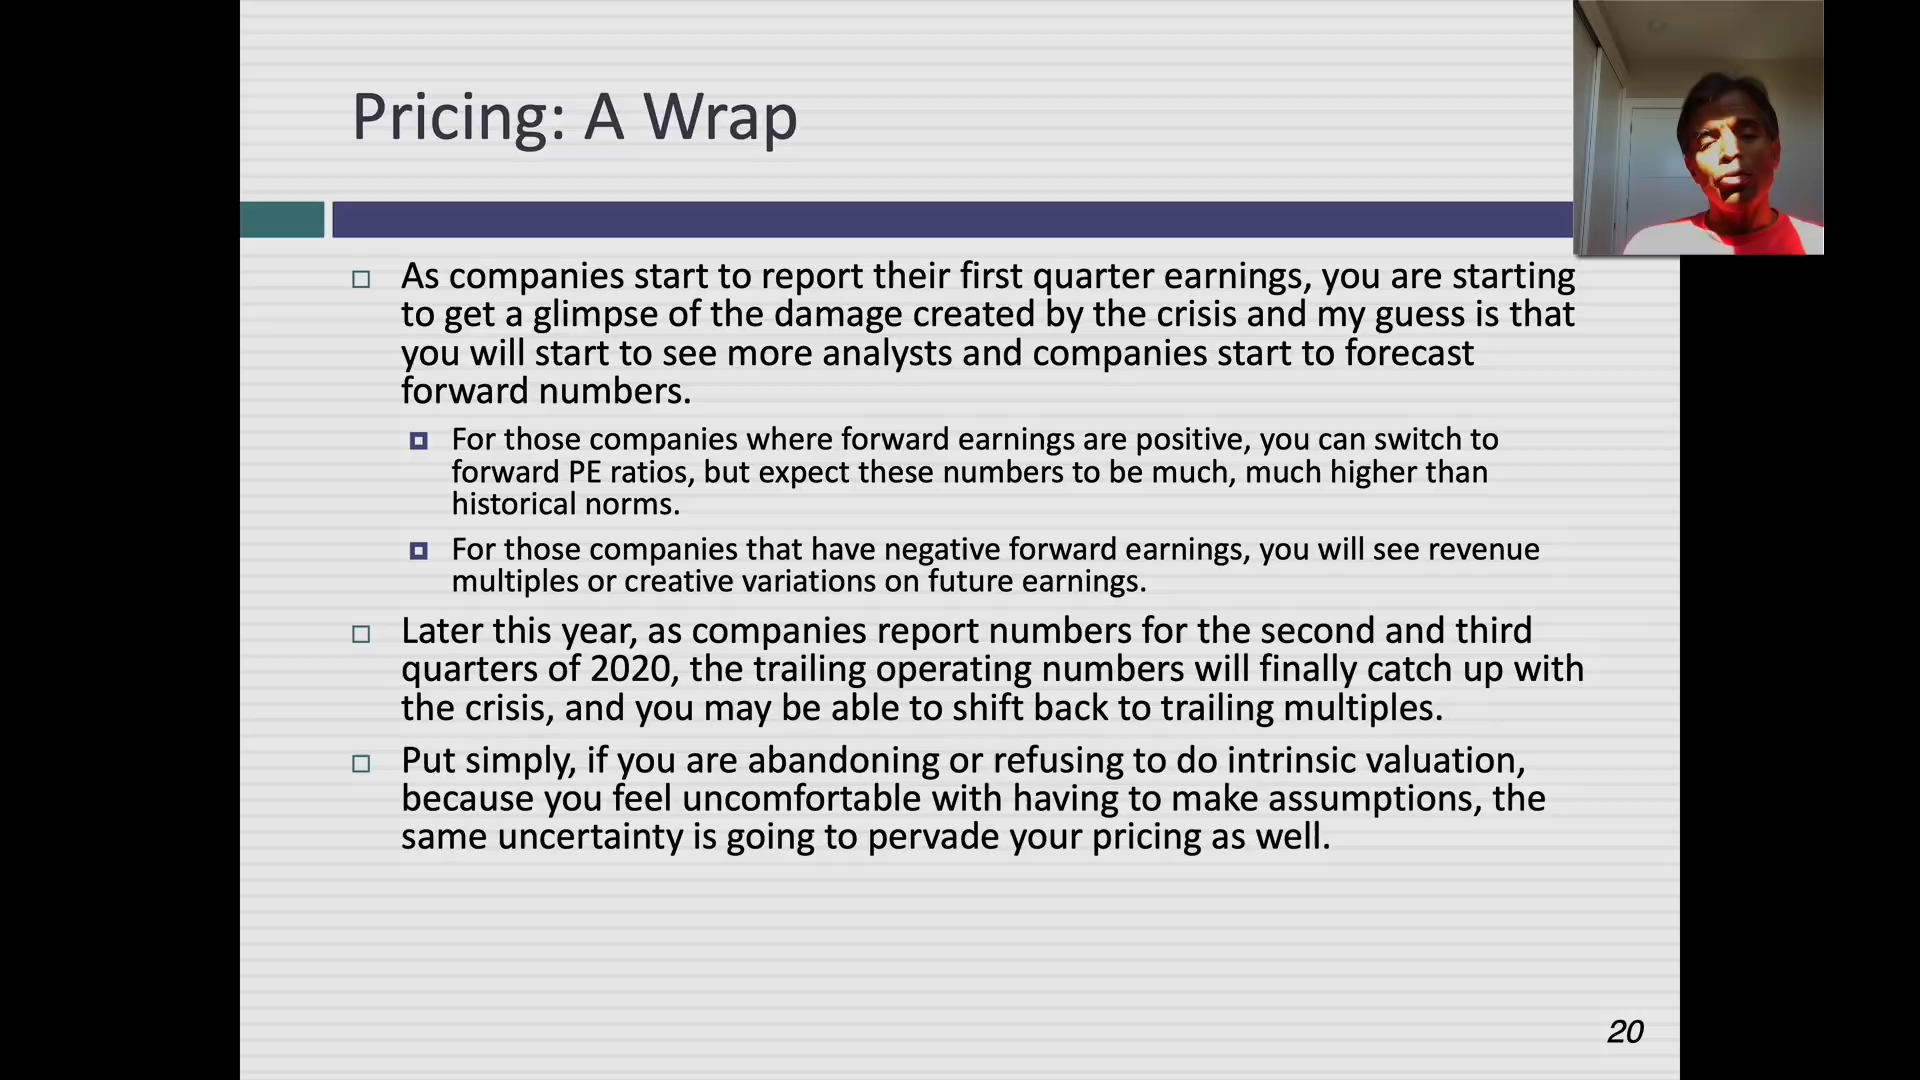 Pricing: A Wrap
As companies start to report their first quarter earnings, you are starting
to get a glimpse of the damage created by the crisis and my guess is that
you will start to see more analysts and companies start to forecast
forward numbers.
For those companies where forward earnings are positive, you can switch to
forward PE ratios, but expect these numbers to be much, much higher than
historical norms.
For those companies that have negative forward earnings, you will see revenue
multiples or creative variations on future earnings.
Later this year, as companies report numbers for the second and third
quarters of 2020, the trailing operating numbers will finally catch up with
the crisis, and you may be able to shift back to trailing multiples.
Put simply, if you are abandoning or refusing to do intrinsic valuation,
because you feel uncomfortable with having to make assumptions, the
same uncertainty is going to pervade your pricing as well.
20